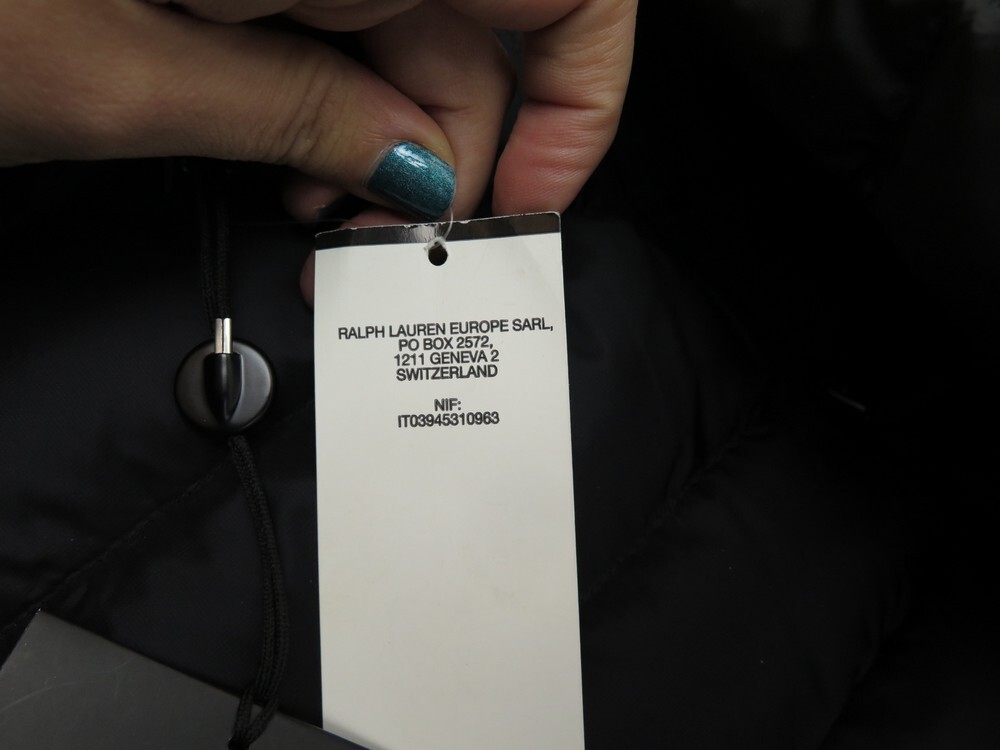 RALPH LAUREN EUROPE SARL,
PO BOX 2572,
1211 GENEVA 2
SWITZERLAND
NIF:
IT03945310963